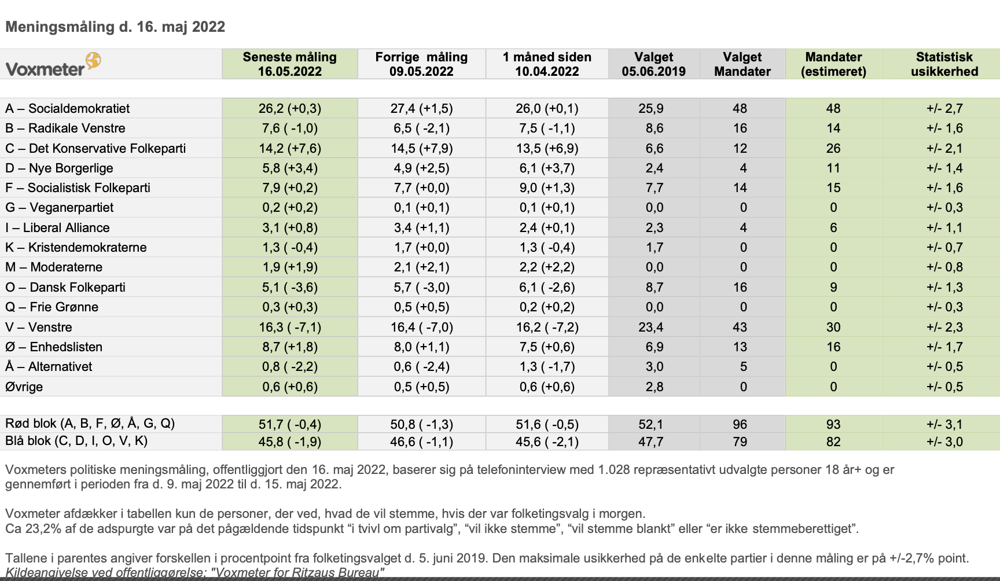 Meningsmåling d. 16. maj 2022
Voxmeter Seneste måling 16.05.2022 Forrige måling 09.05.2022 1 måned siden 10.04.2022 Valget 05.06.2019 Valget Mandater Mandater (estimeret) Statistisk usikkerhed
A – Socialdemokratiet 26,2 (+0,3) 27,4 (+1,5) 26,0 (+0,1) 25,9 48 48 +/- 2,7
B – Radikale Venstre 7,6 ( -1,0) 6,5 ( -2,1) 7,5 ( -1,1) 8,6 16 14 +/- 1,6
C – Det Konservative Folkeparti 14,2 (+7,6) 14,5 (+7,9) 13,5 (+6,9) 6,6 12 26 +/- 2,1
D – Nye Borgerlige 5,8 (+3,4) 4,9 (+2,5) 6,1 (+3,7) 2,4 4 11 +/- 1,4
F – Socialistisk Folkeparti 7,9 (+0,2) 7,7 (+0,0) 9,0 (+1,3) 7,7 14 15 +/- 1,6
G – Veganerpartiet 0,2 (+0,2) 0,1 (+0,1) 0,1 (+0,1) 0,0 0 0 +/- 0,3
I – Liberal Alliance 3,1 (+0,8) 3,4 (+1,1) 2,4 (+0,1) 2,3 4 6 +/- 1,1
K – Kristendemokraterne 1,3 ( -0,4) 1,7 (+0,0) 1,3 ( -0,4) 1,7 0 0 +/- 0,7
M – Moderaterne 1,9 (+1,9) 2,1 (+2,1) 2,2 (+2,2) 0,0 0 0 +/- 0,8
O – Dansk Folkeparti 5,1 ( -3,6) 5,7 ( -3,0) 6,1 ( -2,6) 8,7 16 9 +/- 1,3
Q – Frie Grønne 0,3 (+0,3) 0,5 (+0,5) 0,2 (+0,2) 0,0 0 0 +/- 0,3
V – Venstre 16,3 ( -7,1) 16,4 ( -7,0) 16,2 ( -7,2) 23,4 43 30 +/- 2,3
Ø – Enhedslisten 8,7 (+1,8) 8,0 (+1,1) 7,5 (+0,6) 6,9 13 16 +/- 1,7
Å – Alternativet 0,8 ( -2,2) 0,6 ( -2,4) 1,3 ( -1,7) 3,0 5 0 +/- 0,5
Øvrige 0,6 (+0,6) 0,5 (+0,5) 0,6 (+0,6) 2,8 0 0 +/- 0,5
Rød blok (A, B, F, Ø, Å, G, Q) 51,7 ( -0,4) 50,8 ( -1,3) 51,6 ( -0,5) 52,1 96 93 +/- 3,1
Blå blok (C, D, I, O, V, K) 45,8 ( -1,9) 46,6 ( -1,1) 45,6 ( -2,1) 47,7 79 82 +/- 3,0
Voxmeters politiske meningsmåling, offentliggjort den 16. maj 2022, baserer sig på telefoninterview med 1.028 repræsentativt udvalgte personer 18 år+ og er
gennemført i perioden fra d. 9. maj 2022 til d. 15. maj 2022.
Voxmeter afdækker i tabellen kun de personer, der ved, hvad de vil stemme, hvis der var folketingsvalg i morgen.
Ca 23,2% af de adspurgte var på det pågældende tidspunkt “i tvivl om partivalg”, “vil ikke stemme”, “vil stemme blankt” eller “er ikke stemmeberettiget”.
Tallene i parentes angiver forskellen i procentpoint fra folketingsvalget d. 5. juni 2019. Den maksimale usikkerhed på de enkelte partier i denne måling er på +/-2,7% point.
Kildeangivelse ved offentliggørelse: "Voxmeter for Ritzaus Bureau"